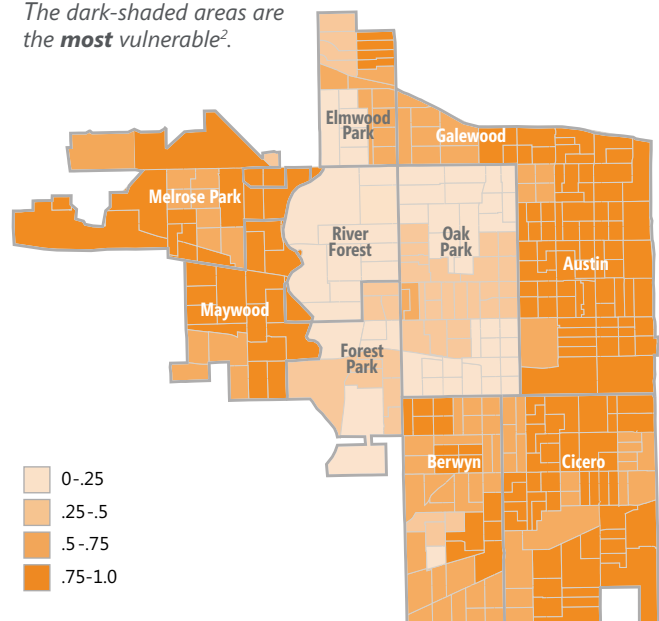 The dark-shaded areas are
the most vulnerable².
Elmwood
Park
Galewood
Melrose Park
River
Forest
Oak
Park
Austin
Maywood
Forest
Park
Berwyn
Cicero
0-.25
.25-.5
.5-.75
.75-1.0